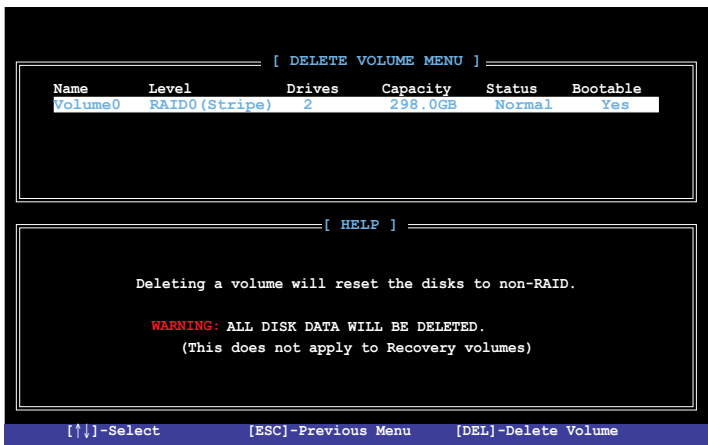 [ DELETE VOLUME MENU ]
Name Level Drives Capacity Status Bootable
Volume0 RAID0(Stripe) 2 298.0GB Normal Yes
[ HELP ]
Deleting a volume will reset the disks to non-RAID.
WARNING: ALL DISK DATA WILL BE DELETED.
(This does not apply to Recovery volumes)
[↑↓]-Select [ESC]-Previous Menu [DEL]-Delete Volume